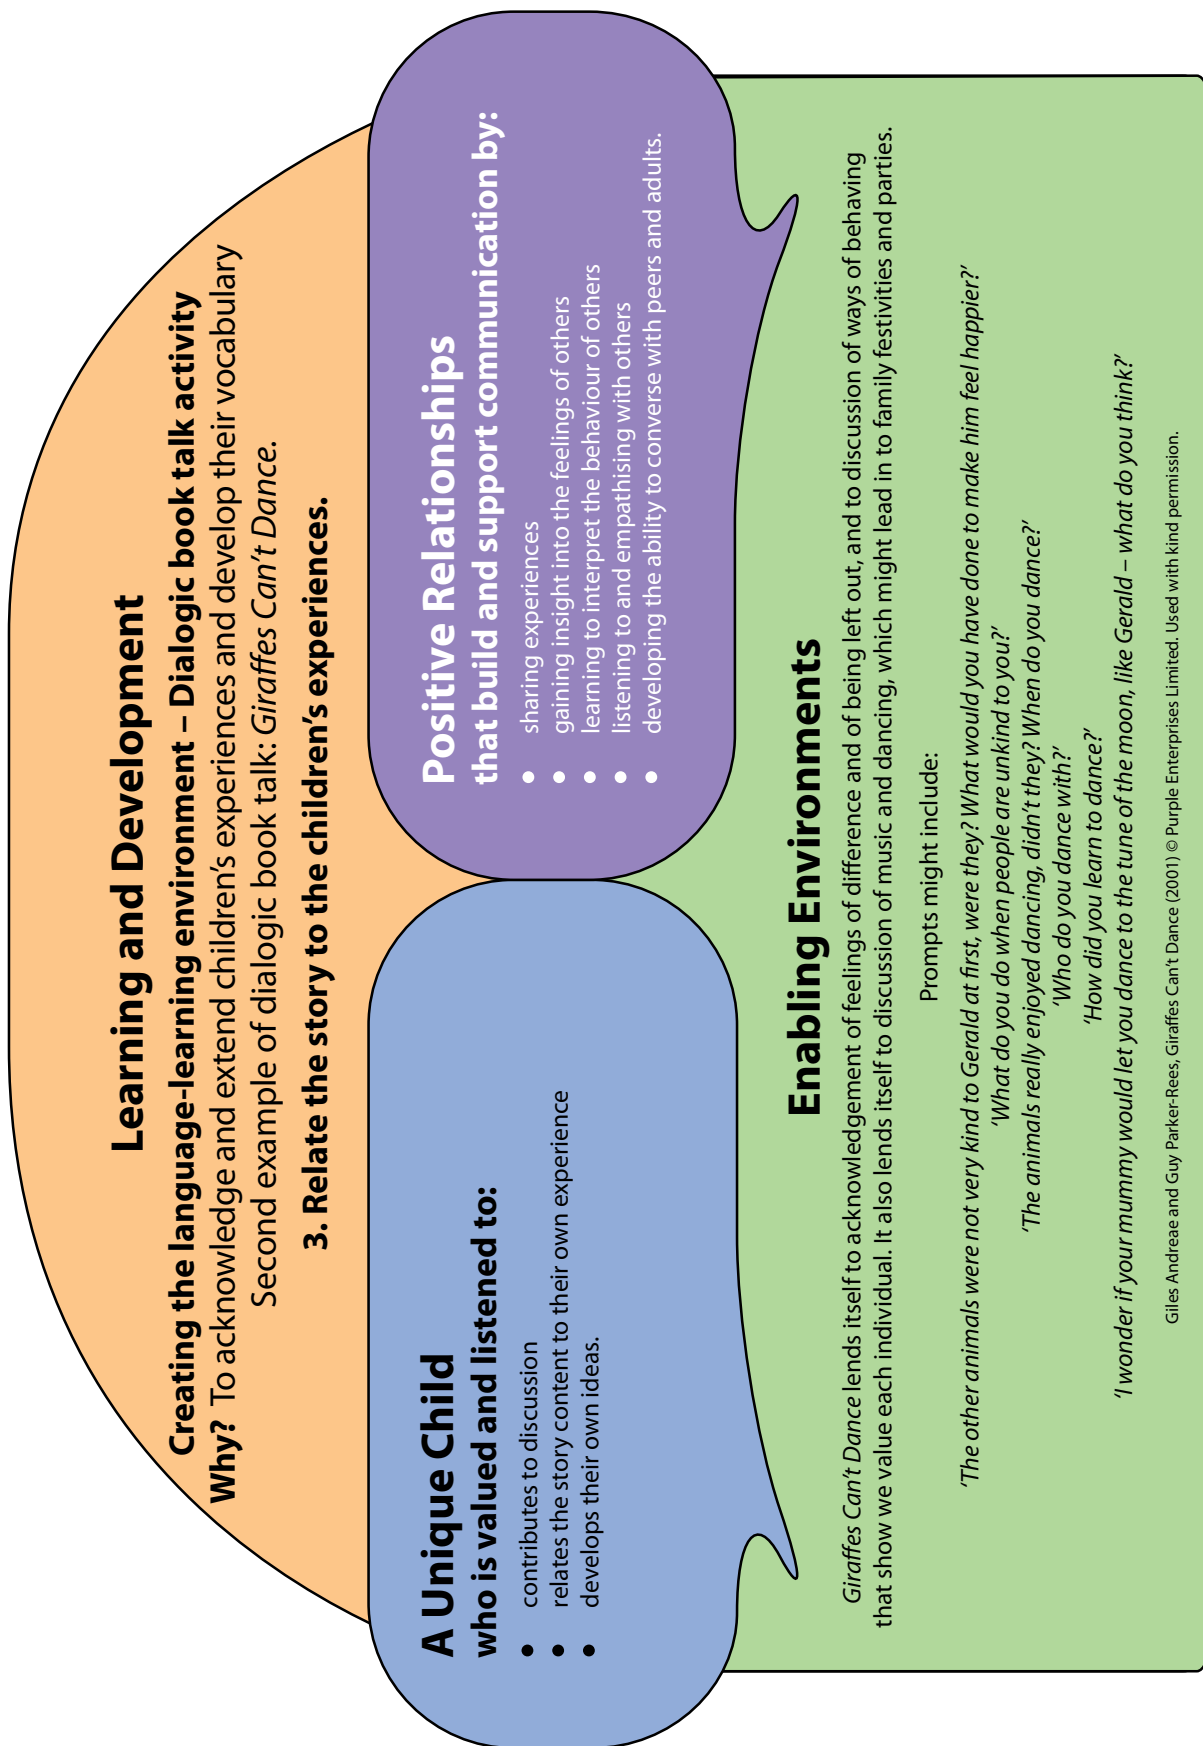 Learning and Development
Creating the language-learning environment – Dialogic book talk activity
Why? To acknowledge and extend children’s experiences and develop their vocabulary
Second example of dialogic book talk: Giraffes Can’t Dance.
3. Relate the story to the children’s experiences.
A Unique Child
who is valued and listened to:
• contributes to discussion
• relates the story content to their own experience
• develops their own ideas.
Positive Relationships
that build and support communication by:
• sharing experiences
• gaining insight into the feelings of others
• learning to interpret the behaviour of others
• listening to and empathising with others
• developing the ability to converse with peers and adults.
Enabling Environments
Giraffes Can’t Dance lends itself to acknowledgement of feelings of difference and of being left out, and to discussion of ways of behaving
that show we value each individual. It also lends itself to discussion of music and dancing, which might lead in to family festivities and parties.
Prompts might include:
‘The other animals were not very kind to Gerald at first, were they? What would you have done to make him feel happier?’
‘What do you do when people are unkind to you?’
‘The animals really enjoyed dancing, didn’t they? When do you dance?’
‘Who do you dance with?’
‘How did you learn to dance?’
‘I wonder if your mummy would let you dance to the tune of the moon, like Gerald – what do you think?’
Giles Andreae and Guy Parker-Rees, Giraffes Can’t Dance (2001) © Purple Enterprises Limited. Used with kind permission.